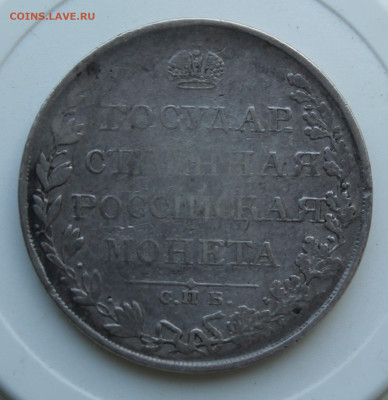 COINS.LAVE.RU
ГОСУДАР
СТВЕННАЯ
РОССІЙСКАЯ
МОНЕТА
С.П.Б.